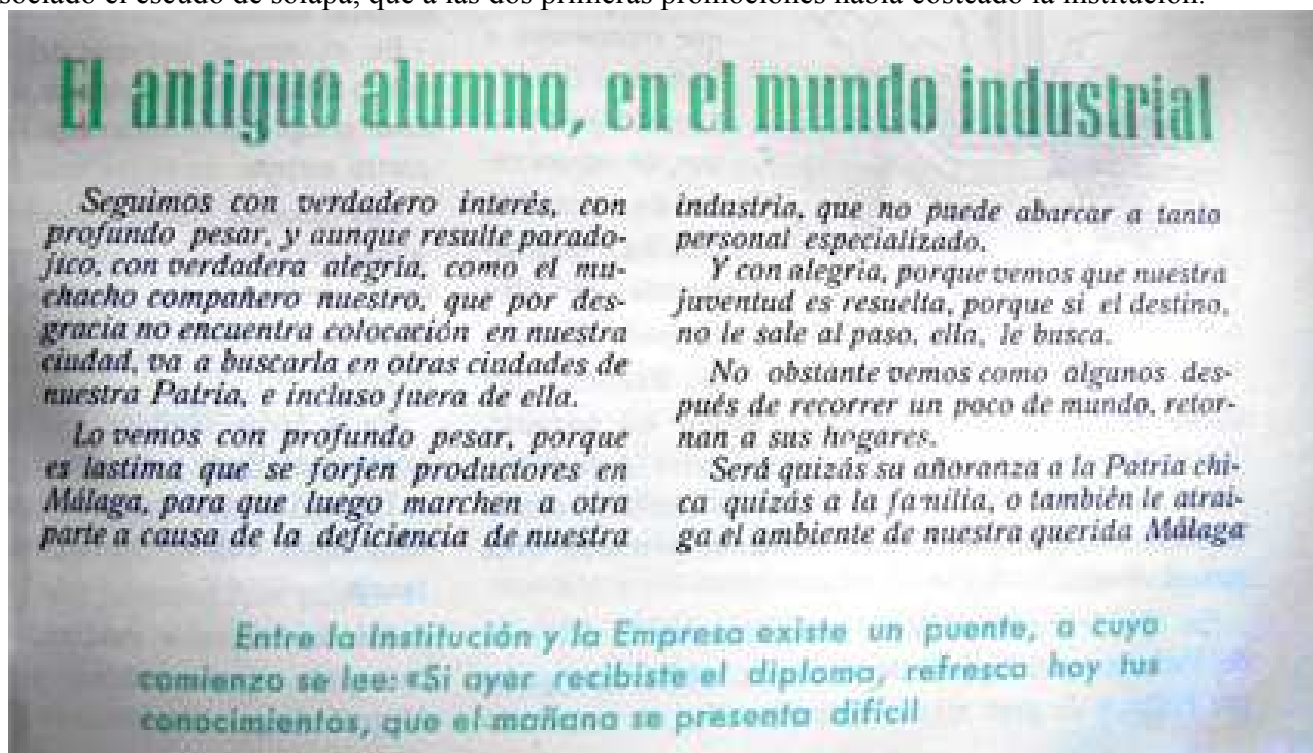 sociado el escudo de solapa, que a las dos primeras promociones había costeado la institución.
El antiguo alumno, en el mundo industrial
Seguimos con verdadero interés, con
profundo pesar, y aunque resulte parado-
jico, con verdadera alegria, como el mu-
chacho compañero nuestro, que por des-
gracia no encuentra colocación en nuestra
ciudad, va a buscarla en otras ciudades de
nuestra Patria, e incluso fuera de ella.
Lo vemos con profundo pesar, porque
es lastima que se forjen productores en
Málaga, para que luego marchen a otra
parte a causa de la deficiencia de nuestra
industria, que no puede abarcar a tanto
personal especializado.
Y con alegria, porque vemos que nuestra
juventud es resuelta, porque si el destino,
no le sale al paso, ella, le busca.
No obstante vemos como algunos des-
pués de recorrer un poco de mundo, retor-
nan a sus hogares.
Será quizás su añoranza a la Patria chi-
ca quizás a la familia, o también le atrai-
ga el ambiente de nuestra querida Málaga
Entre la Institución y la Empresa existe un puente, a cuyo
comienzo se lee: «Si ayer recibiste el diploma, refresca hoy tus
conocimientos, que el mañana se presenta difícil